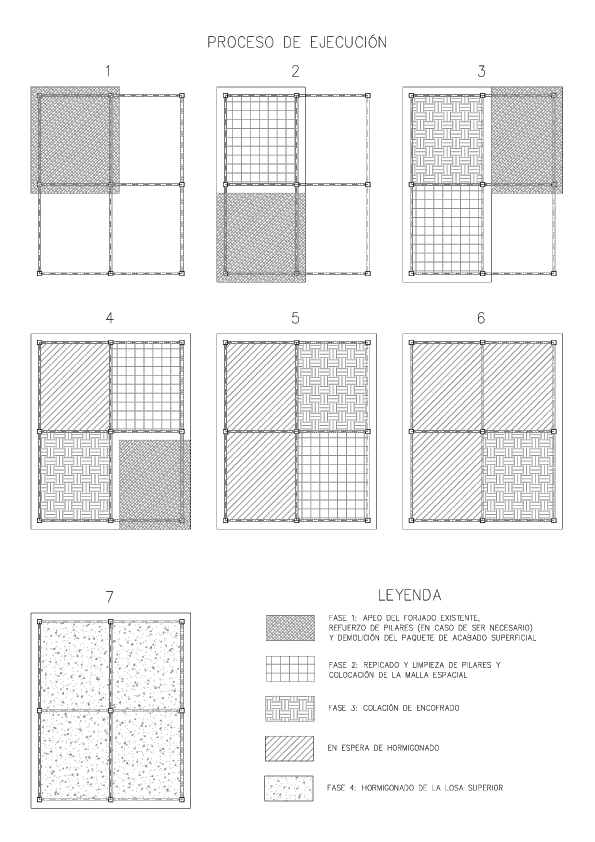 PROCESO DE EJECUCIÓN
1
2
3
4
5
6
7
LEYENDA
FASE 1: APEO DEL FORJADO EXISTENTE,
REFUERZO DE PILARES (EN CASO DE SER NECESARIO)
Y DEMOLICIÓN DEL PAQUETE DE ACABADO SUPERFICIAL
FASE 2: REPICADO Y LIMPIEZA DE PILARES Y
COLOCACIÓN DE LA MALLA ESPACIAL
FASE 3: COLACIÓN DE ENCOFRADO
EN ESPERA DE HORMIGONADO
FASE 4: HORMIGONADO DE LA LOSA SUPERIOR